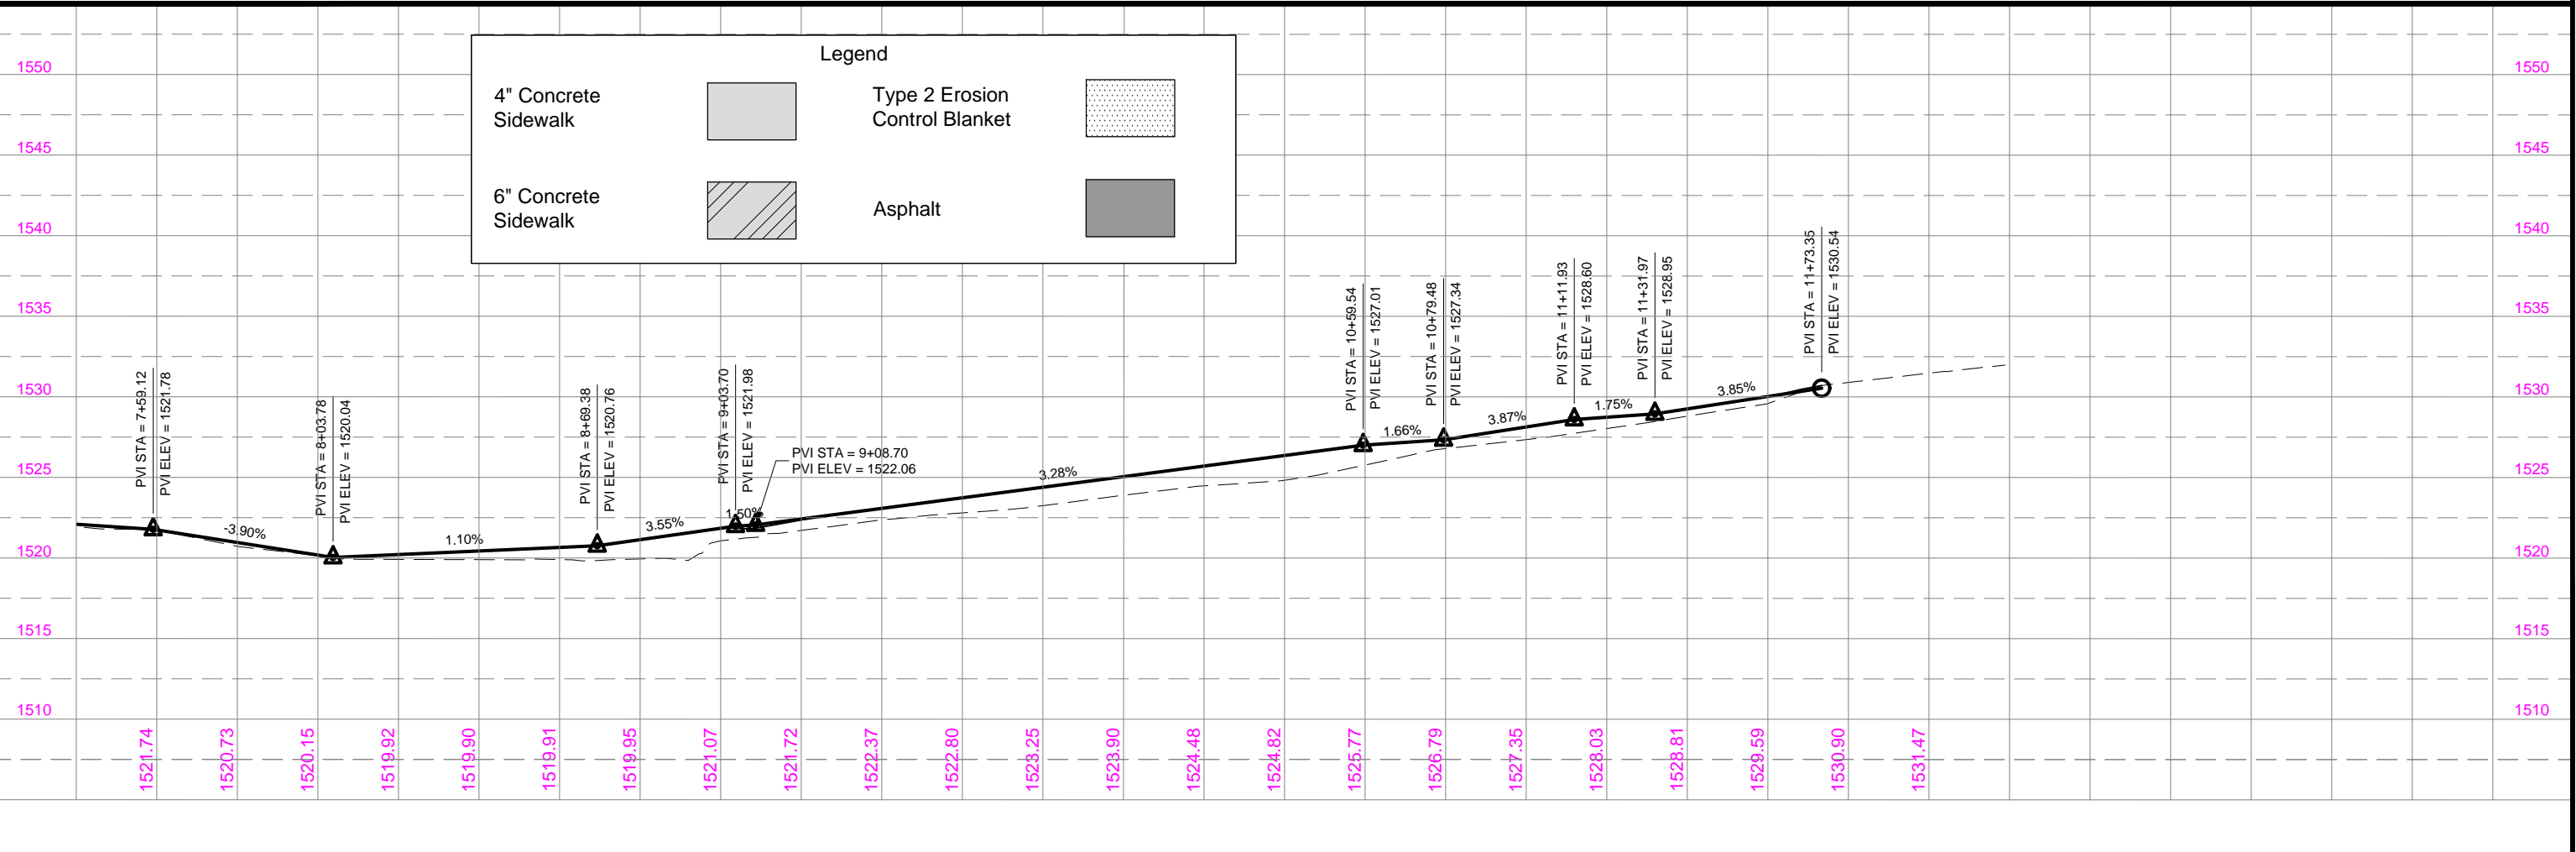 Legend
4" Concrete
Sidewalk
Type 2 Erosion
Control Blanket
6" Concrete
Sidewalk
Asphalt
1550
1545
1540
1535
1530
1525
1520
1515
1510
1550
1545
1540
1535
1530
1525
1520
1515
1510
PVI STA = 7+59.12
PVI ELEV = 1521.78
-3.90%
PVI STA = 8+03.78
PVI ELEV = 1520.04
1.10%
PVI STA = 8+69.38
PVI ELEV = 1520.76
3.55%
PVI STA = 9+03.70
PVI ELEV = 1521.98
1.50%
PVI STA = 9+08.70
PVI ELEV = 1522.06
3.28%
PVI STA = 10+59.54
PVI ELEV = 1527.01
1.66%
PVI STA = 10+79.48
PVI ELEV = 1527.34
3.87%
PVI STA = 11+11.93
PVI ELEV = 1528.60
1.75%
PVI STA = 11+31.97
PVI ELEV = 1528.95
3.85%
PVI STA = 11+73.35
PVI ELEV = 1530.54
1521.74
1520.73
1520.15
1519.92
1519.90
1519.91
1519.95
1521.07
1521.72
1522.37
1522.80
1523.25
1523.90
1524.48
1524.82
1525.77
1526.79
1527.35
1528.03
1528.81
1529.59
1530.90
1531.47